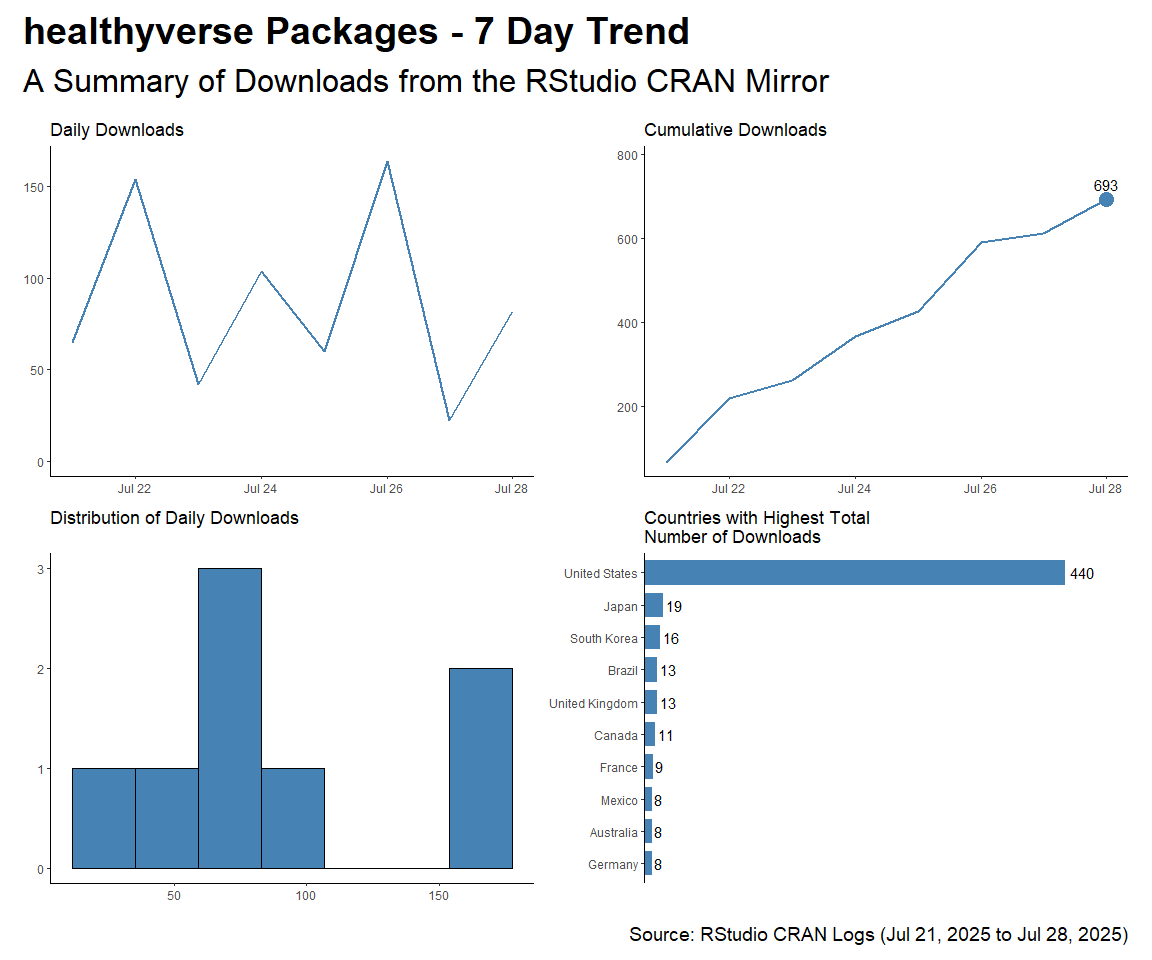 healthyverse Packages - 7 Day Trend
A Summary of Downloads from the RStudio CRAN Mirror
Daily Downloads
150
100
50
0
Jul 22 Jul 24 Jul 26 Jul 28
Cumulative Downloads
800
600
400
200
693
Jul 22 Jul 24 Jul 26 Jul 28
Distribution of Daily Downloads
3
2
1
0
50 100 150
Countries with Highest Total
Number of Downloads
United States 440
Japan 19
South Korea 16
Brazil 13
United Kingdom 13
Canada 11
France 9
Mexico 8
Australia 8
Germany 8
Source: RStudio CRAN Logs (Jul 21, 2025 to Jul 28, 2025)